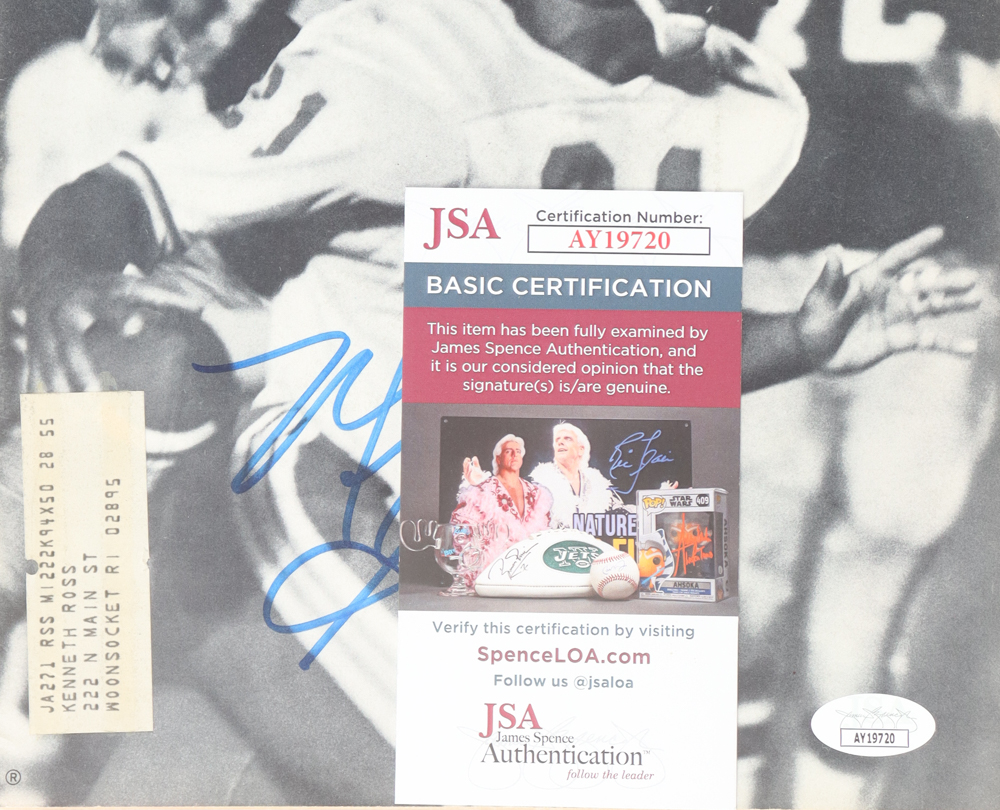 JSA
Certification Number:
AY19720
BASIC CERTIFICATION
This item has been fully examined by
James Spence Authentication, and
it is our considered opinion that the
signature(s) is/are genuine.
NATURE
JETS
POP!
STAR WARS
409
AHSOKA
Verify this certification by visiting
SpenceLOA.com
Follow us @jsaloa
JSA
James Spence
Authentication™
follow the leader
JA271 RSS M1222K94X50 28 55
KENNETH ROSS
222 N MAIN ST
WOONSOCKET RI 02895
AY19720
®